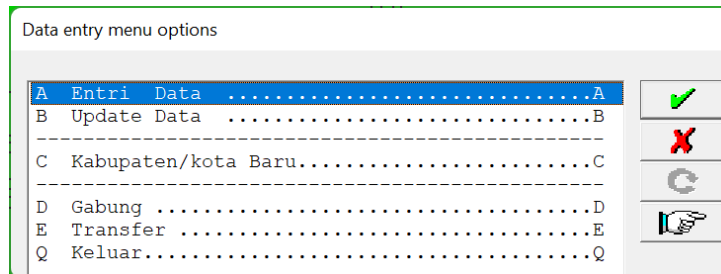 Data entry menu options
A  Entri  Data ...............................A
B  Update Data  ..............................B
------------------------------------------------
C  Kabupaten/kota Baru........................C
------------------------------------------------
D  Gabung ....................................D
E  Transfer ..................................E
Q  Keluar.....................................Q